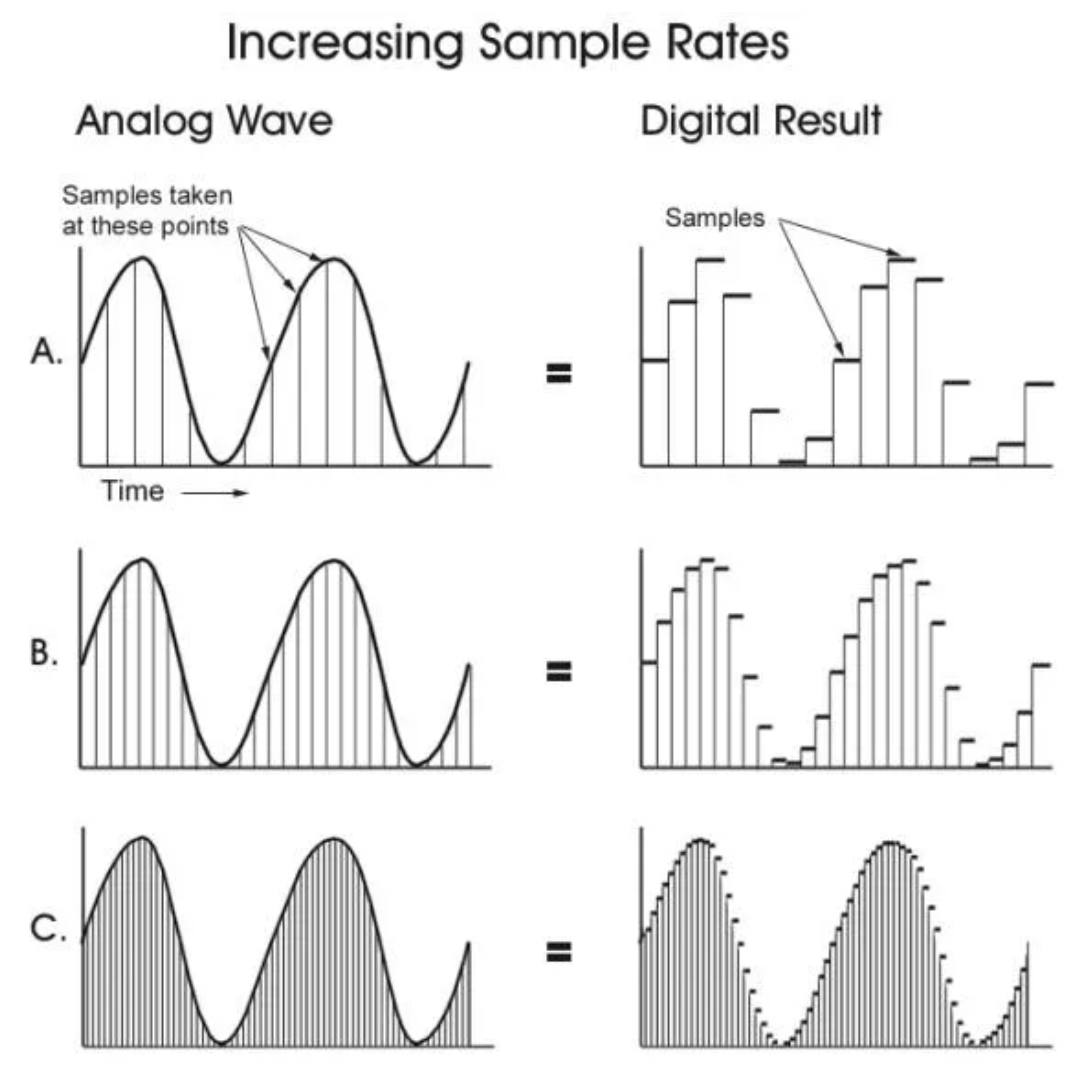 Increasing Sample Rates
Analog Wave
Digital Result
Samples taken
at these points
Samples
A.
=
Time
B.
=
C.
=